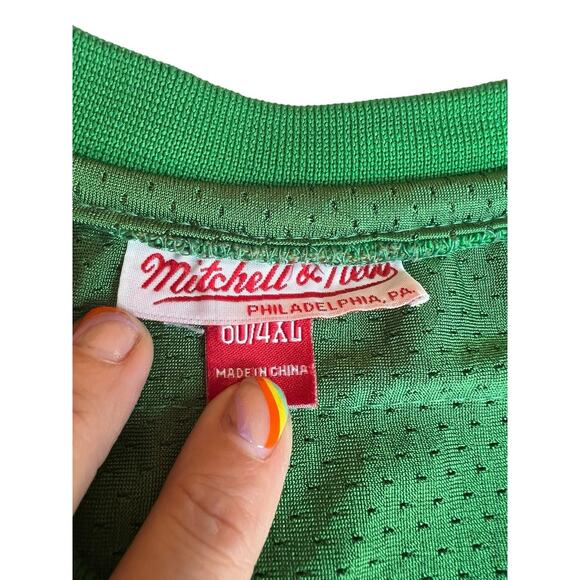 Mitchell & Ness
PHILADELPHIA, PA.
60/4XL
MADE IN CHINA